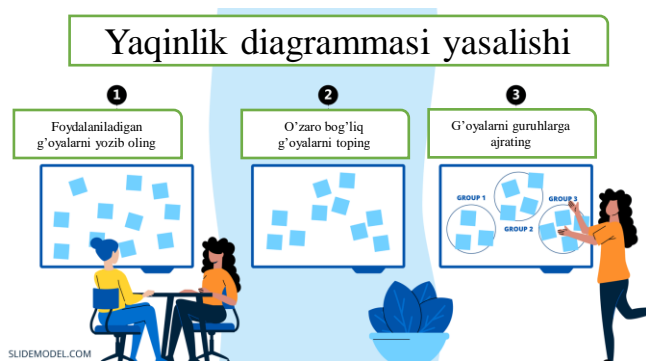 Yaqinlik diagrammasi yasalishi
1
Foydalaniladigan
g’oyalarni yozib oling
2
O’zaro bog’liq
g’oyalarni toping
3
G’oyalarni guruhlarga
ajrating
GROUP 1
GROUP 2
GROUP 3
SLIDEMODEL.COM